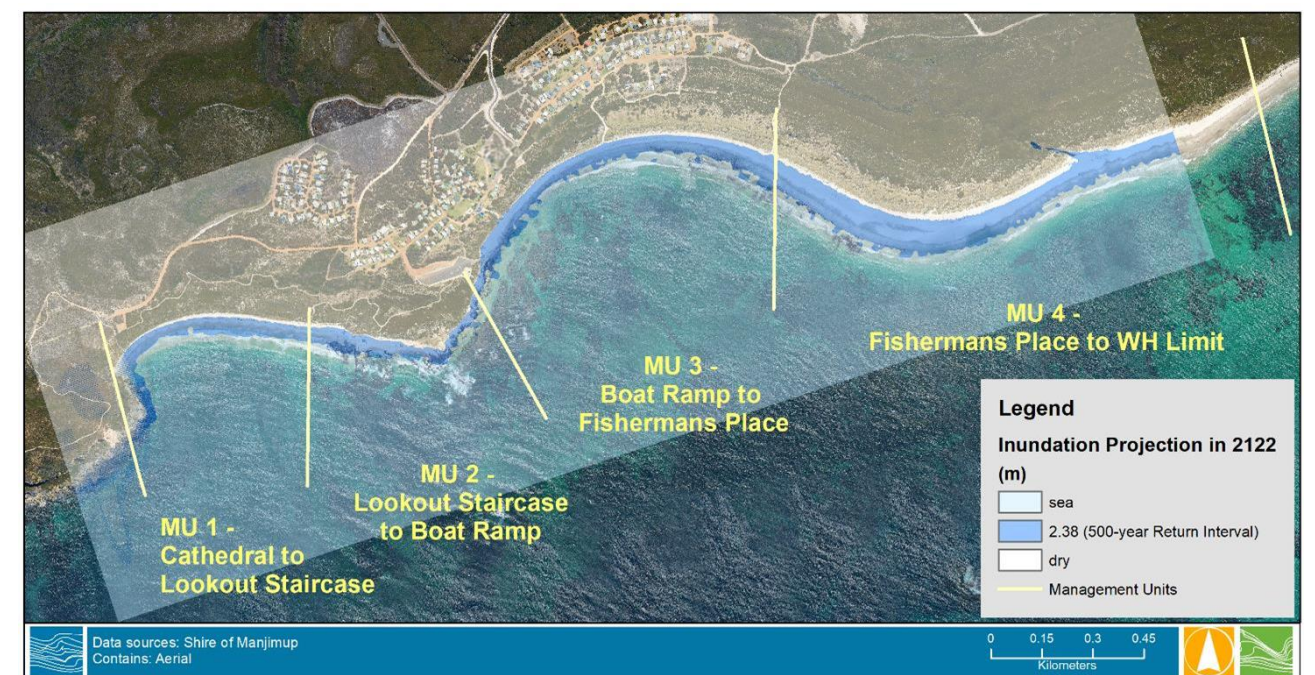 MU 1 -
Cathedral to
Lookout Staircase
MU 2 -
Lookout Staircase
to Boat Ramp
MU 3 -
Boat Ramp to
Fishermans Place
MU 4 -
Fishermans Place to WH Limit
Legend
Inundation Projection in 2122
(m)
sea
2.38 (500-year Return Interval)
dry
Management Units
Data sources: Shire of Manjimup
Contains: Aerial
0 0.15 0.3 0.45
Kilometers